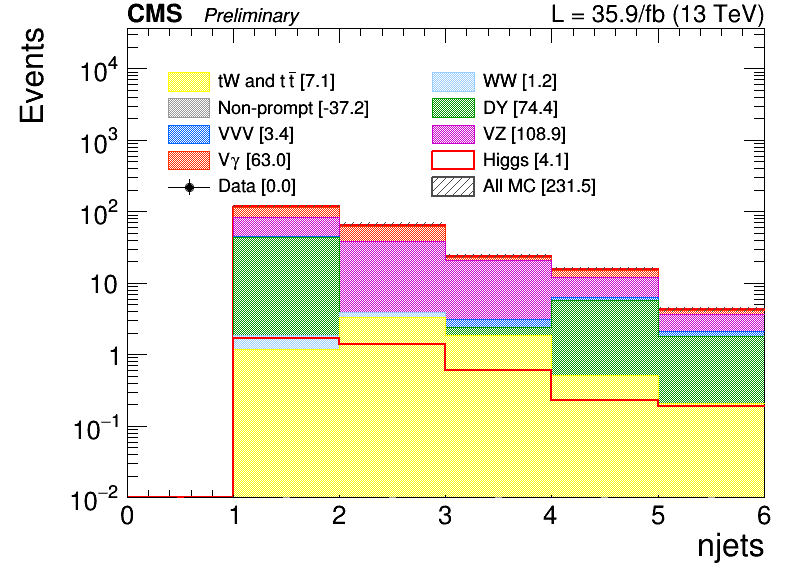 CMS Preliminary L = 35.9/fb (13 TeV)
Events
10⁴
10³
10²
10
1
10⁻¹
10⁻²
tW and t t̄ [7.1]
Non-prompt [-37.2]
VVV [3.4]
Vγ [63.0]
Data [0.0]
WW [1.2]
DY [74.4]
VZ [108.9]
Higgs [4.1]
All MC [231.5]
0 1 2 3 4 5 6
njets